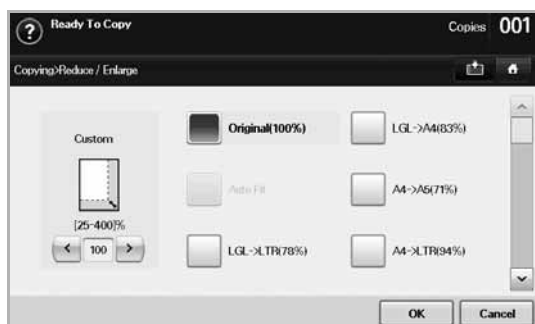 ? Ready To Copy
Copies 001
Copying>Reduce / Enlarge
Custom
[25-400]%
< 100 >
Original(100%)
Auto Fit
LGL->LTR(78%)
LGL->A4(83%)
A4->A5(71%)
A4->LTR(94%)
OK
Cancel